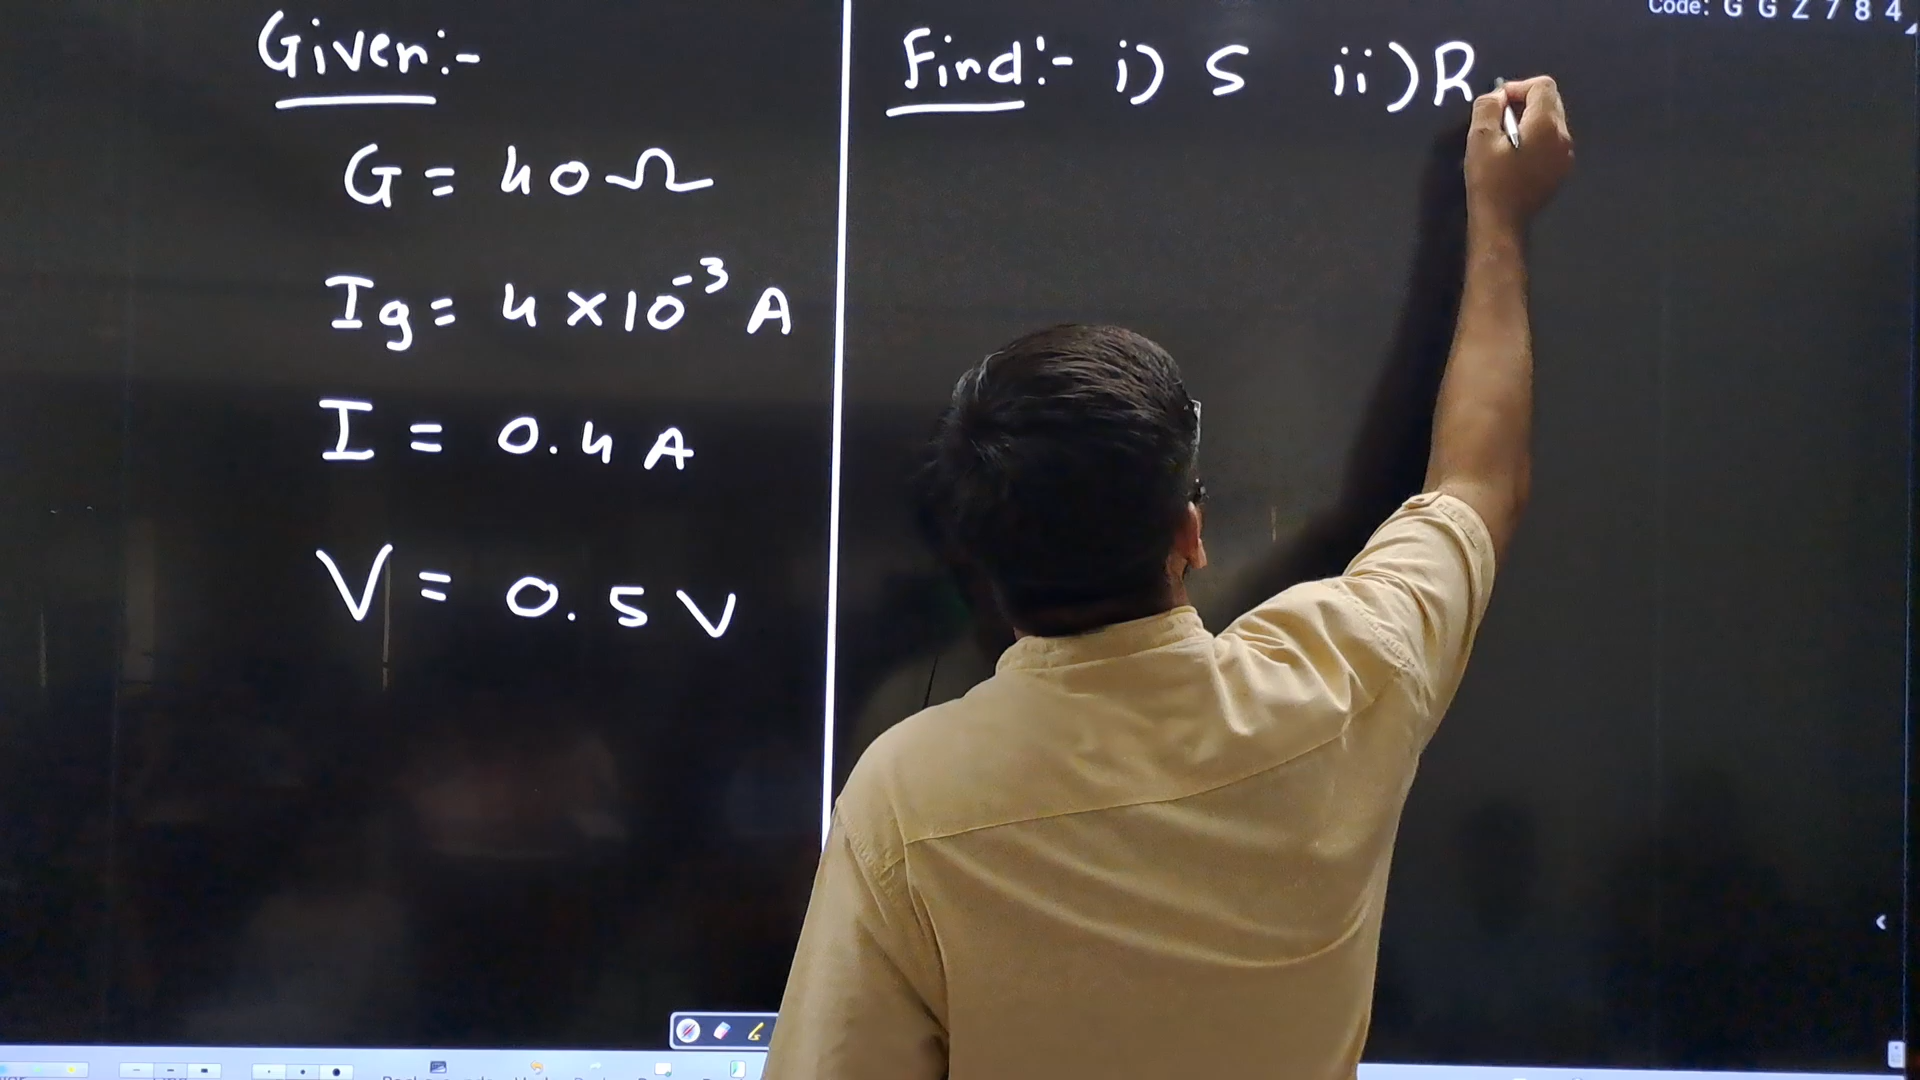 Code: G G Z 7 8 4
Given:-
G = 40Ω
Ig = 4 × 10⁻³ A
I = 0.4 A
V = 0.5 V
Find:- i) S ii) R